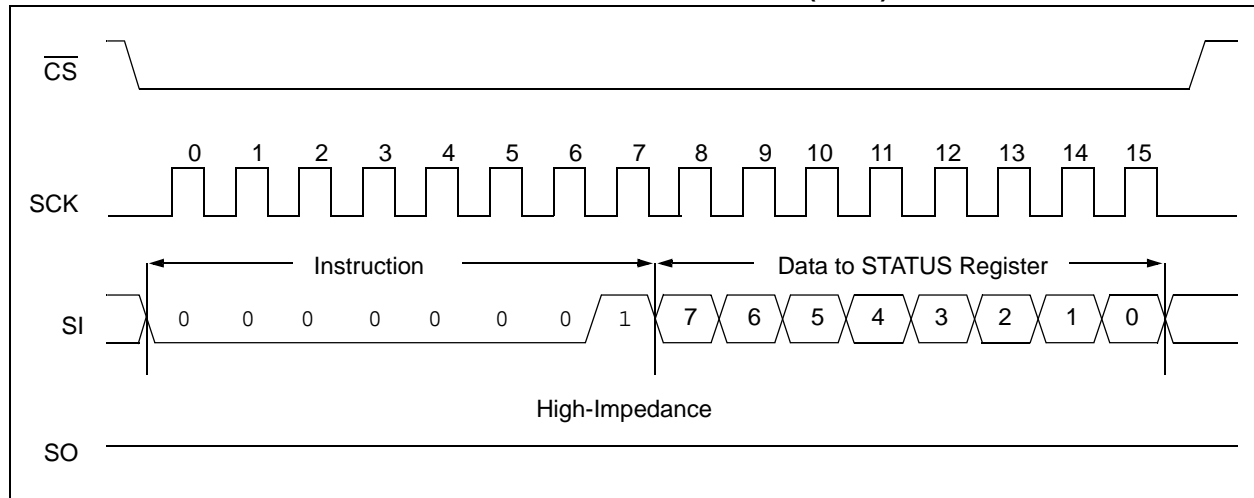 CS
0 1 2 3 4 5 6 7 8 9 10 11 12 13 14 15
SCK
Instruction Data to STATUS Register
SI 0 0 0 0 0 0 0 1 7 6 5 4 3 2 1 0
High-Impedance
SO